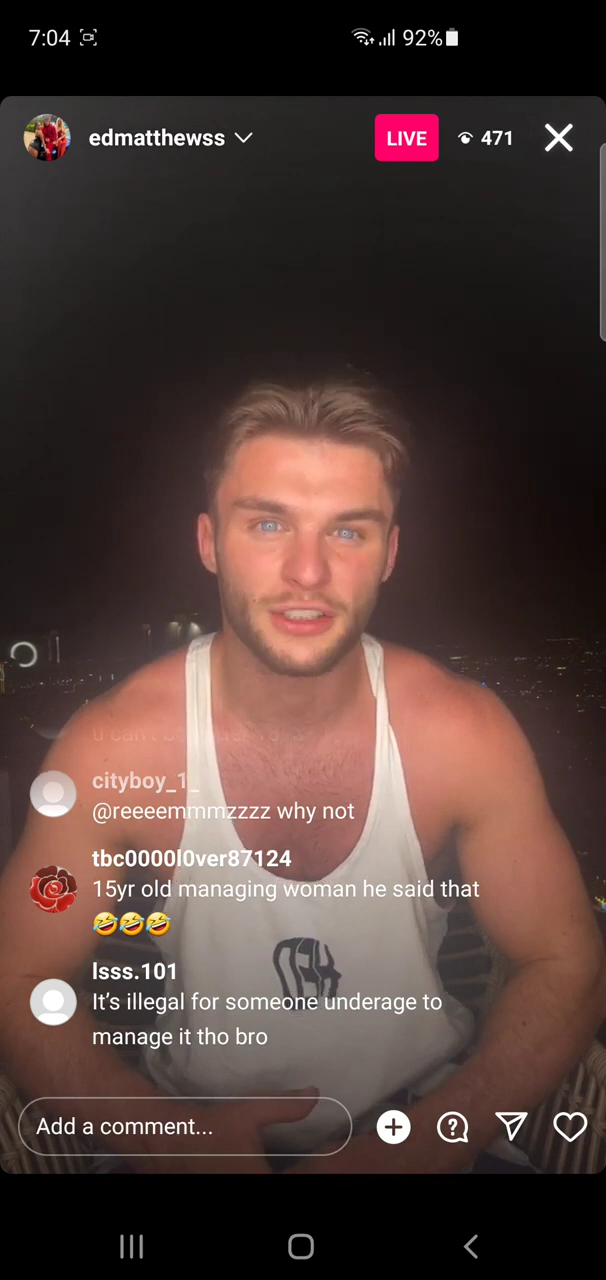 7:04
92%
edmatthewss
LIVE
471
cityboy_1_
@reeeemmmzzzz why not
tbc0000l0ver87124
15yr old managing woman he said that
🤣🤣🤣
lsss.101
It's illegal for someone underage to
manage it tho bro
Add a comment...